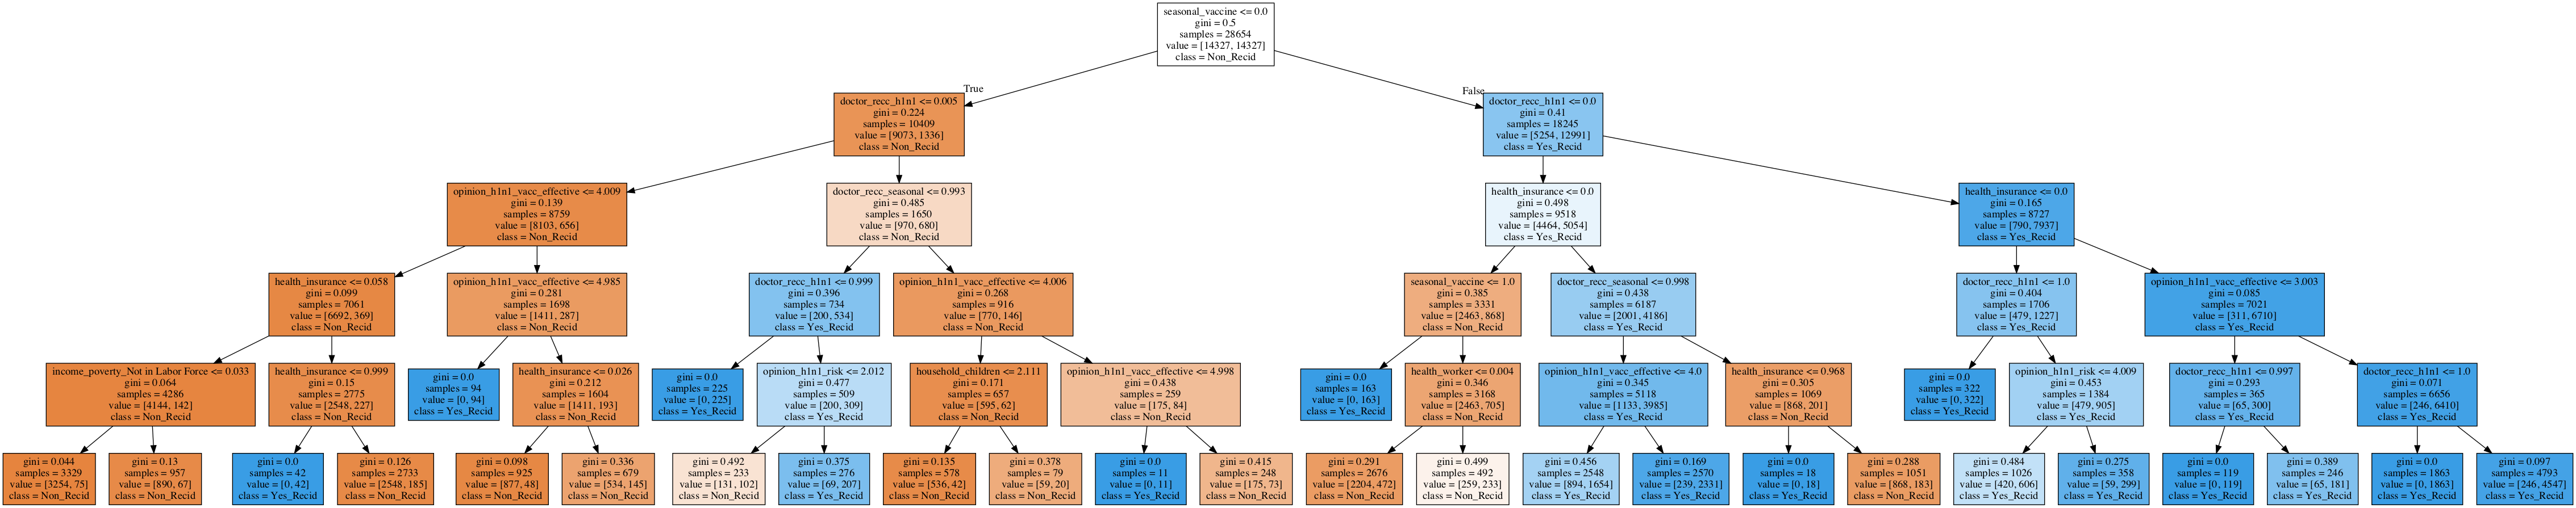 seasonal_vaccine <= 0.0
gini = 0.5
samples = 28654
value = [14327, 14327]
class = Non_Recid
True
False
doctor_recc_h1n1 <= 0.005
gini = 0.224
samples = 10409
value = [9073, 1336]
class = Non_Recid
doctor_recc_h1n1 <= 0.0
gini = 0.41
samples = 18245
value = [5254, 12991]
class = Yes_Recid
opinion_h1n1_vacc_effective <= 4.009
gini = 0.139
samples = 8759
value = [8103, 656]
class = Non_Recid
doctor_recc_seasonal <= 0.993
gini = 0.485
samples = 1650
value = [970, 680]
class = Non_Recid
health_insurance <= 0.0
gini = 0.498
samples = 9518
value = [4464, 5054]
class = Yes_Recid
health_insurance <= 0.0
gini = 0.165
samples = 8727
value = [790, 7937]
class = Yes_Recid
health_insurance <= 0.058
gini = 0.099
samples = 7061
value = [6692, 369]
class = Non_Recid
opinion_h1n1_vacc_effective <= 4.985
gini = 0.281
samples = 1698
value = [1411, 287]
class = Non_Recid
doctor_recc_h1n1 <= 0.999
gini = 0.396
samples = 734
value = [200, 534]
class = Yes_Recid
opinion_h1n1_vacc_effective <= 4.006
gini = 0.268
samples = 916
value = [770, 146]
class = Non_Recid
seasonal_vaccine <= 1.0
gini = 0.385
samples = 3331
value = [2463, 868]
class = Non_Recid
doctor_recc_seasonal <= 0.998
gini = 0.438
samples = 6187
value = [2001, 4186]
class = Yes_Recid
doctor_recc_h1n1 <= 1.0
gini = 0.404
samples = 1706
value = [479, 1227]
class = Yes_Recid
opinion_h1n1_vacc_effective <= 3.003
gini = 0.085
samples = 7021
value = [311, 6710]
class = Yes_Recid
income_poverty_Not in Labor Force <= 0.033
gini = 0.064
samples = 4286
value = [4144, 142]
class = Non_Recid
health_insurance <= 0.999
gini = 0.15
samples = 2775
value = [2548, 227]
class = Non_Recid
gini = 0.0
samples = 94
value = [0, 94]
class = Yes_Recid
health_insurance <= 0.026
gini = 0.212
samples = 1604
value = [1411, 193]
class = Non_Recid
gini = 0.0
samples = 225
value = [0, 225]
class = Yes_Recid
opinion_h1n1_risk <= 2.012
gini = 0.477
samples = 509
value = [200, 309]
class = Yes_Recid
household_children <= 2.111
gini = 0.171
samples = 657
value = [595, 62]
class = Non_Recid
opinion_h1n1_vacc_effective <= 4.998
gini = 0.438
samples = 259
value = [175, 84]
class = Non_Recid
gini = 0.0
samples = 163
value = [0, 163]
class = Yes_Recid
health_worker <= 0.004
gini = 0.346
samples = 3168
value = [2463, 705]
class = Non_Recid
opinion_h1n1_vacc_effective <= 4.0
gini = 0.345
samples = 5118
value = [1133, 3985]
class = Yes_Recid
health_insurance <= 0.968
gini = 0.305
samples = 1069
value = [868, 201]
class = Non_Recid
gini = 0.0
samples = 322
value = [0, 322]
class = Yes_Recid
opinion_h1n1_risk <= 4.009
gini = 0.453
samples = 1384
value = [479, 905]
class = Yes_Recid
doctor_recc_h1n1 <= 0.997
gini = 0.293
samples = 365
value = [65, 300]
class = Yes_Recid
doctor_recc_h1n1 <= 1.0
gini = 0.071
samples = 6656
value = [246, 6410]
class = Yes_Recid
gini = 0.044
samples = 3329
value = [3254, 75]
class = Non_Recid
gini = 0.13
samples = 957
value = [890, 67]
class = Non_Recid
gini = 0.0
samples = 42
value = [0, 42]
class = Yes_Recid
gini = 0.126
samples = 2733
value = [2548, 185]
class = Non_Recid
gini = 0.098
samples = 925
value = [877, 48]
class = Non_Recid
gini = 0.336
samples = 679
value = [534, 145]
class = Non_Recid
gini = 0.492
samples = 233
value = [131, 102]
class = Non_Recid
gini = 0.375
samples = 276
value = [69, 207]
class = Yes_Recid
gini = 0.135
samples = 578
value = [536, 42]
class = Non_Recid
gini = 0.378
samples = 79
value = [59, 20]
class = Non_Recid
gini = 0.0
samples = 11
value = [0, 11]
class = Yes_Recid
gini = 0.415
samples = 248
value = [175, 73]
class = Non_Recid
gini = 0.291
samples = 2676
value = [2204, 472]
class = Non_Recid
gini = 0.499
samples = 492
value = [259, 233]
class = Non_Recid
gini = 0.456
samples = 2548
value = [894, 1654]
class = Yes_Recid
gini = 0.169
samples = 2570
value = [239, 2331]
class = Yes_Recid
gini = 0.0
samples = 18
value = [0, 18]
class = Yes_Recid
gini = 0.288
samples = 1051
value = [868, 183]
class = Non_Recid
gini = 0.484
samples = 1026
value = [420, 606]
class = Yes_Recid
gini = 0.275
samples = 358
value = [59, 299]
class = Yes_Recid
gini = 0.0
samples = 119
value = [0, 119]
class = Yes_Recid
gini = 0.389
samples = 246
value = [65, 181]
class = Yes_Recid
gini = 0.0
samples = 1863
value = [0, 1863]
class = Yes_Recid
gini = 0.097
samples = 4793
value = [246, 4547]
class = Yes_Recid